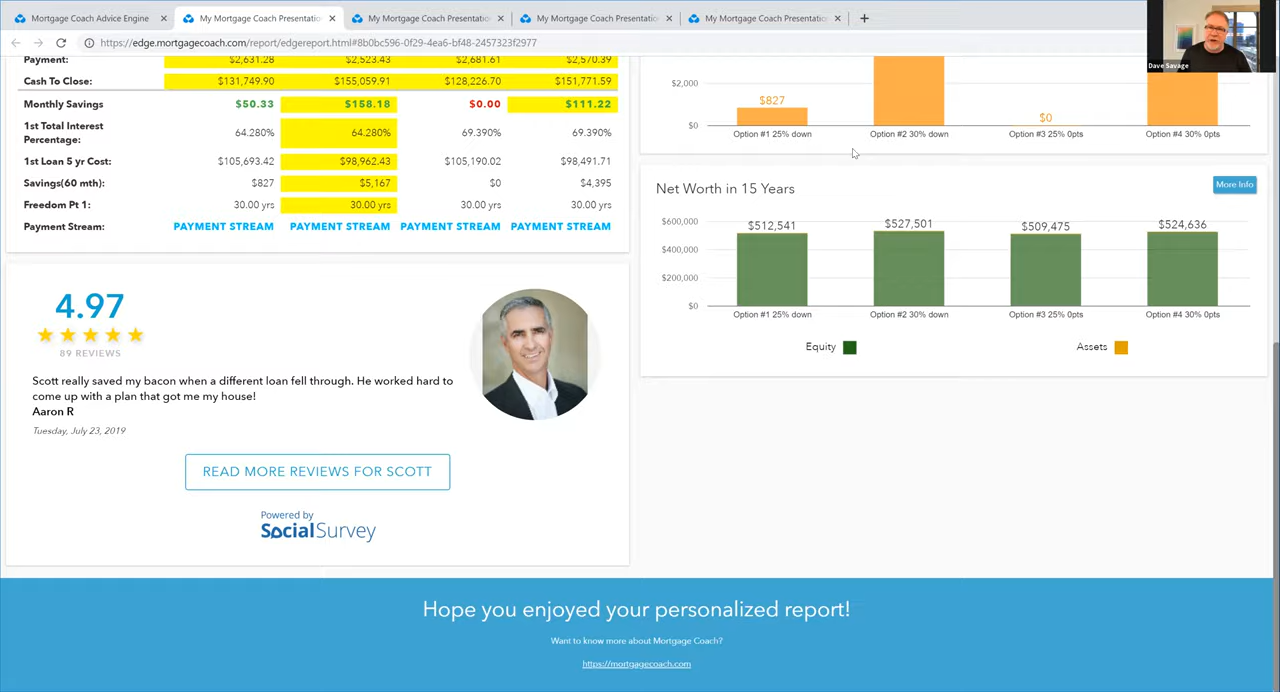 Mortgage Coach Advice Engine
My Mortgage Coach Presentatio
My Mortgage Coach Presentatio
My Mortgage Coach Presentatio
My Mortgage Coach Presentatio
https://edge.mortgagecoach.com/report/edgereport.html#8b0bc596-0f29-4ea6-bf48-2457323f2977
Dave Savage
Payment: $2,631.28 $2,523.43 $2,681.61 $2,570.39
Cash To Close: $131,749.90 $155,059.91 $128,226.70 $151,771.59
Monthly Savings $50.33 $158.18 $0.00 $111.22
1st Total Interest
Percentage: 64.280% 64.280% 69.390% 69.390%
1st Loan 5 yr Cost: $105,693.42 $98,962.43 $105,190.02 $98,491.71
Savings(60 mth): $827 $5,167 $0 $4,395
Freedom Pt 1: 30.00 yrs 30.00 yrs 30.00 yrs 30.00 yrs
Payment Stream: PAYMENT STREAM PAYMENT STREAM PAYMENT STREAM PAYMENT STREAM
4.97
89 REVIEWS
Scott really saved my bacon when a different loan fell through. He worked hard to
come up with a plan that got me my house!
Aaron R
Tuesday, July 23, 2019
READ MORE REVIEWS FOR SCOTT
Powered by
SocialSurvey
$2,000
$827
$0
$0
Option #1 25% down Option #2 30% down Option #3 25% 0pts Option #4 30% 0pts
Net Worth in 15 Years
More Info
$600,000
$512,541 $527,501 $509,475 $524,636
$400,000
$200,000
$0
Option #1 25% down Option #2 30% down Option #3 25% 0pts Option #4 30% 0pts
Equity Assets
Hope you enjoyed your personalized report!
Want to know more about Mortgage Coach?
https://mortgagecoach.com